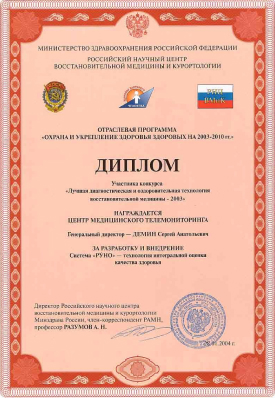 МИНИСТЕРСТВО ЗДРАВООХРАНЕНИЯ РОССИЙСКОЙ ФЕДЕРАЦИИ
РОССИЙСКИЙ НАУЧНЫЙ ЦЕНТР
ВОССТАНОВИТЕЛЬНОЙ МЕДИЦИНЫ И КУРОРТОЛОГИИ
ОТРАСЛЕВАЯ ПРОГРАММА
«ОХРАНА И УКРЕПЛЕНИЕ ЗДОРОВЬЯ ЗДОРОВЫХ НА 2003-2010 гг.»
ДИПЛОМ
Участника конкурса
«Лучшая диагностическая и оздоровительная технология
восстановительной медицины - 2003»
НАГРАЖДАЕТСЯ
ЦЕНТР МЕДИЦИНСКОГО ТЕЛЕМОНИТОРИНГА
Генеральный директор — ДЕМИН Сергей Анатольевич
ЗА РАЗРАБОТКУ И ВНЕДРЕНИЕ
Система «РУНО» — технология интегральной оценки
качества здоровья
Директор Российского научного центра
восстановительной медицины и курортологии
Минздрава России, член-корреспондент РАМН,
профессор РАЗУМОВ А. Н.
2004 г.